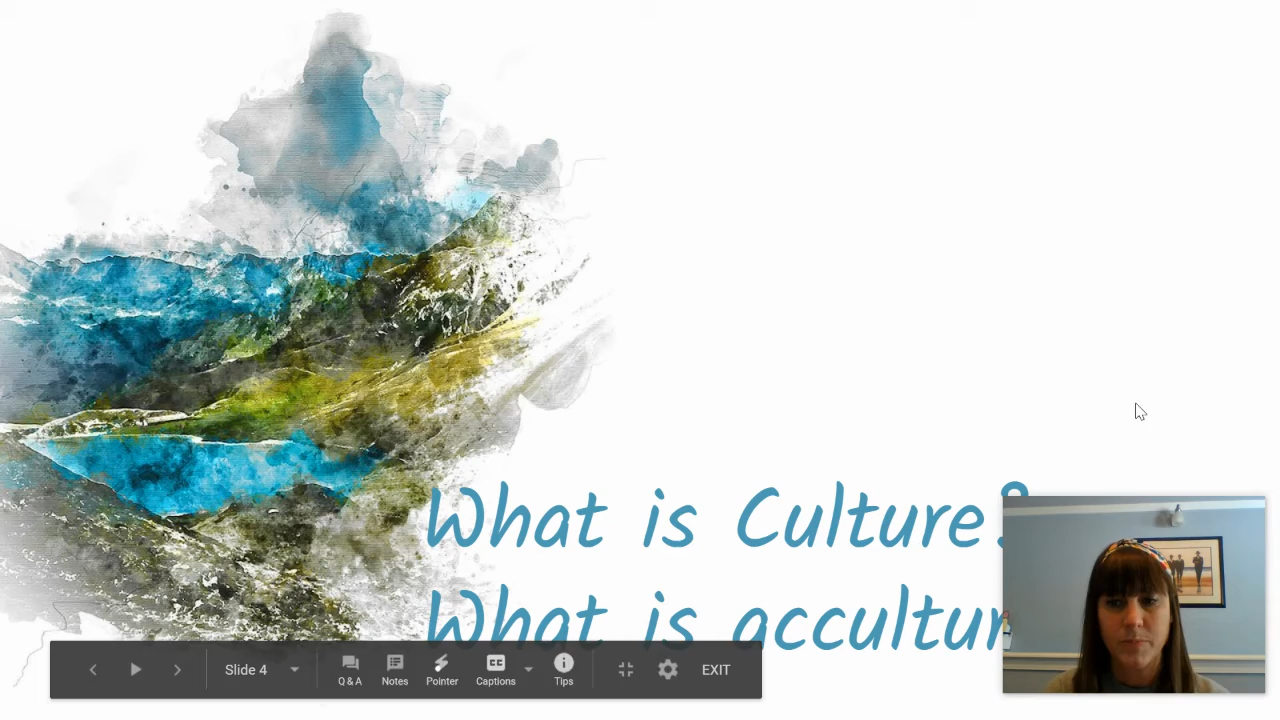 What is Culture?
What is accultur
Slide 4
Q & A
Notes
Pointer
Captions
Tips
EXIT